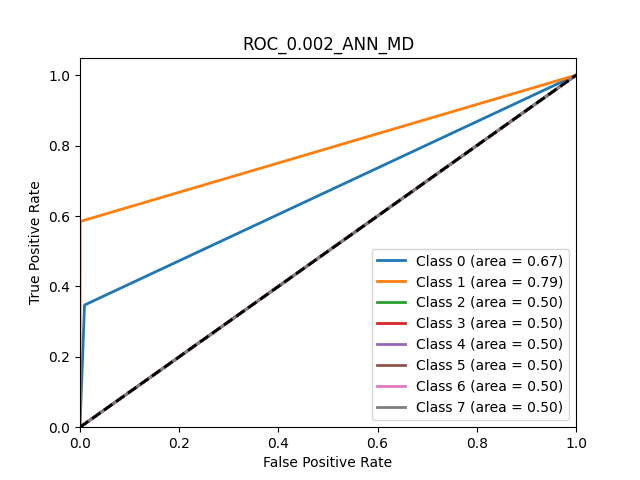 ROC_0.002_ANN_MD
1.0
0.8
0.6
0.4
0.2
0.0
True Positive Rate
Class 0 (area = 0.67)
Class 1 (area = 0.79)
Class 2 (area = 0.50)
Class 3 (area = 0.50)
Class 4 (area = 0.50)
Class 5 (area = 0.50)
Class 6 (area = 0.50)
Class 7 (area = 0.50)
0.0 0.2 0.4 0.6 0.8 1.0
False Positive Rate